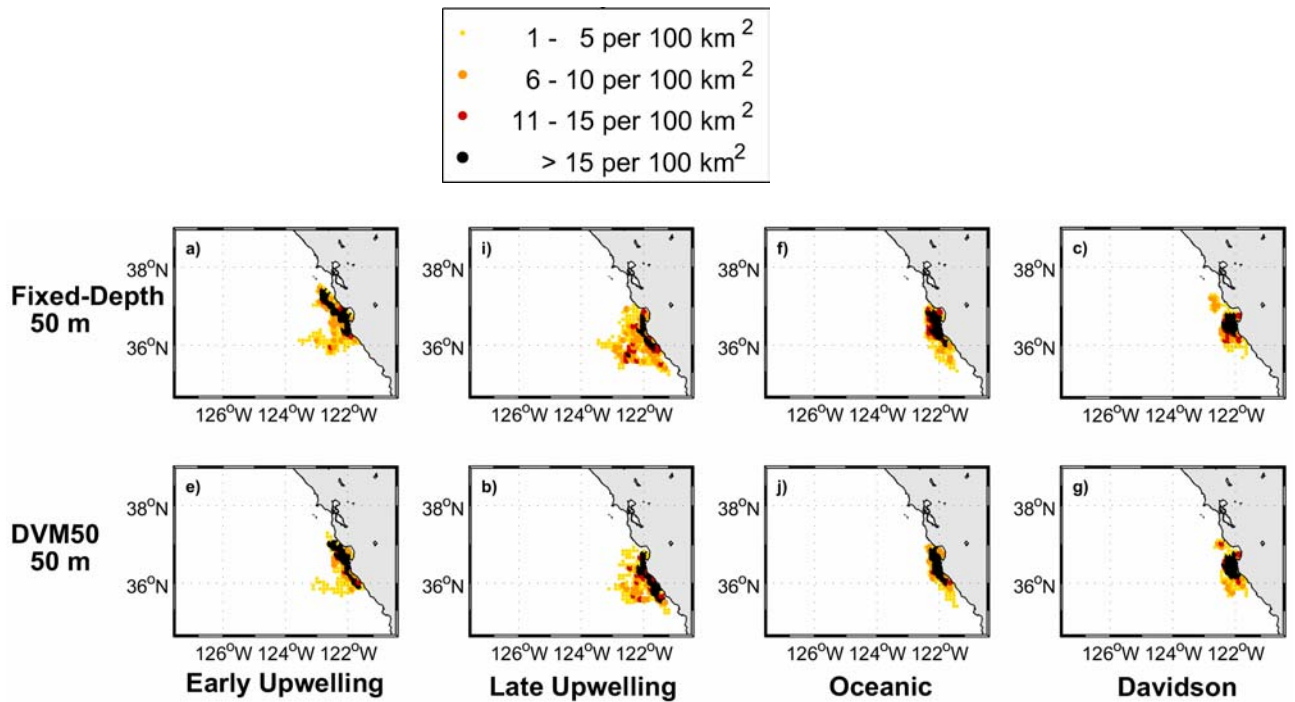 1 - 5 per 100 km²
6 - 10 per 100 km²
11 - 15 per 100 km²
> 15 per 100 km²
Fixed-Depth
50 m
a)
38°N
36°N
126°W 124°W 122°W
i)
38°N
36°N
126°W 124°W 122°W
f)
38°N
36°N
126°W 124°W 122°W
c)
38°N
36°N
126°W 124°W 122°W
DVM50
50 m
e)
38°N
36°N
126°W 124°W 122°W
b)
38°N
36°N
126°W 124°W 122°W
j)
38°N
36°N
126°W 124°W 122°W
g)
38°N
36°N
126°W 124°W 122°W
Early Upwelling
Late Upwelling
Oceanic
Davidson